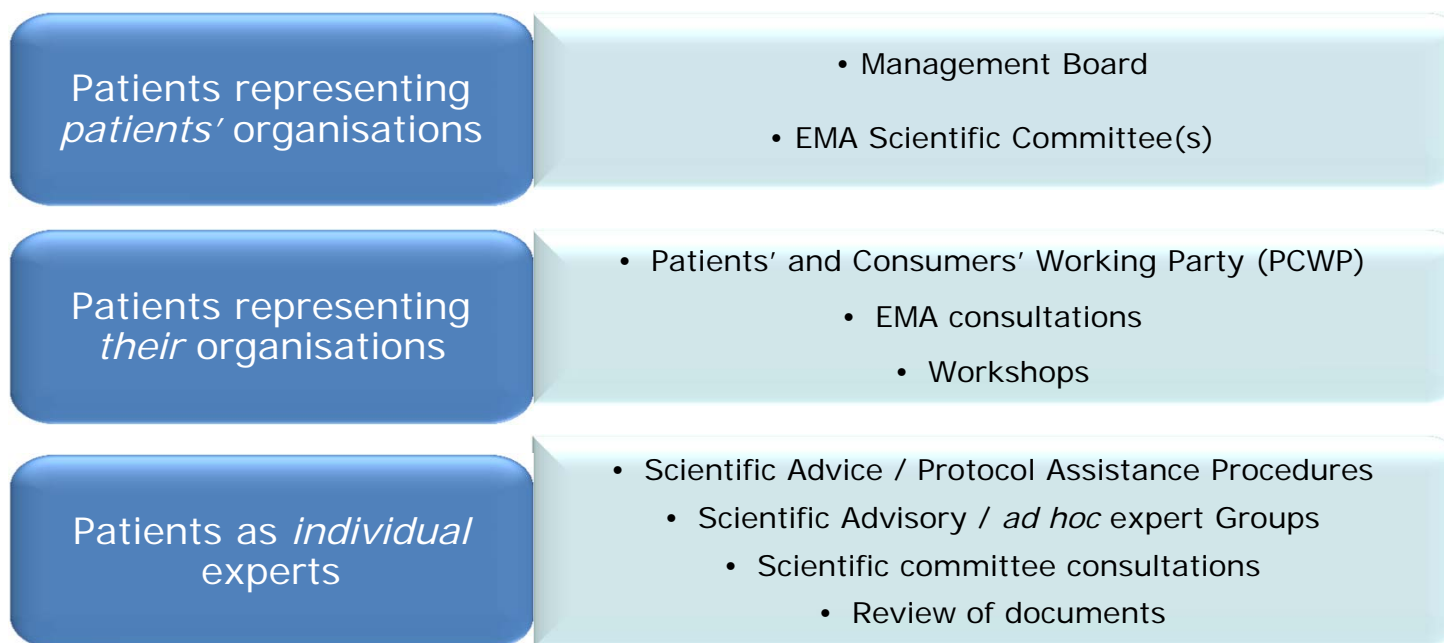 Patients representing
patients’ organisations
• Management Board
• EMA Scientific Committee(s)
Patients representing
their organisations
• Patients’ and Consumers’ Working Party (PCWP)
• EMA consultations
• Workshops
Patients as individual
experts
• Scientific Advice / Protocol Assistance Procedures
• Scientific Advisory / ad hoc expert Groups
• Scientific committee consultations
• Review of documents